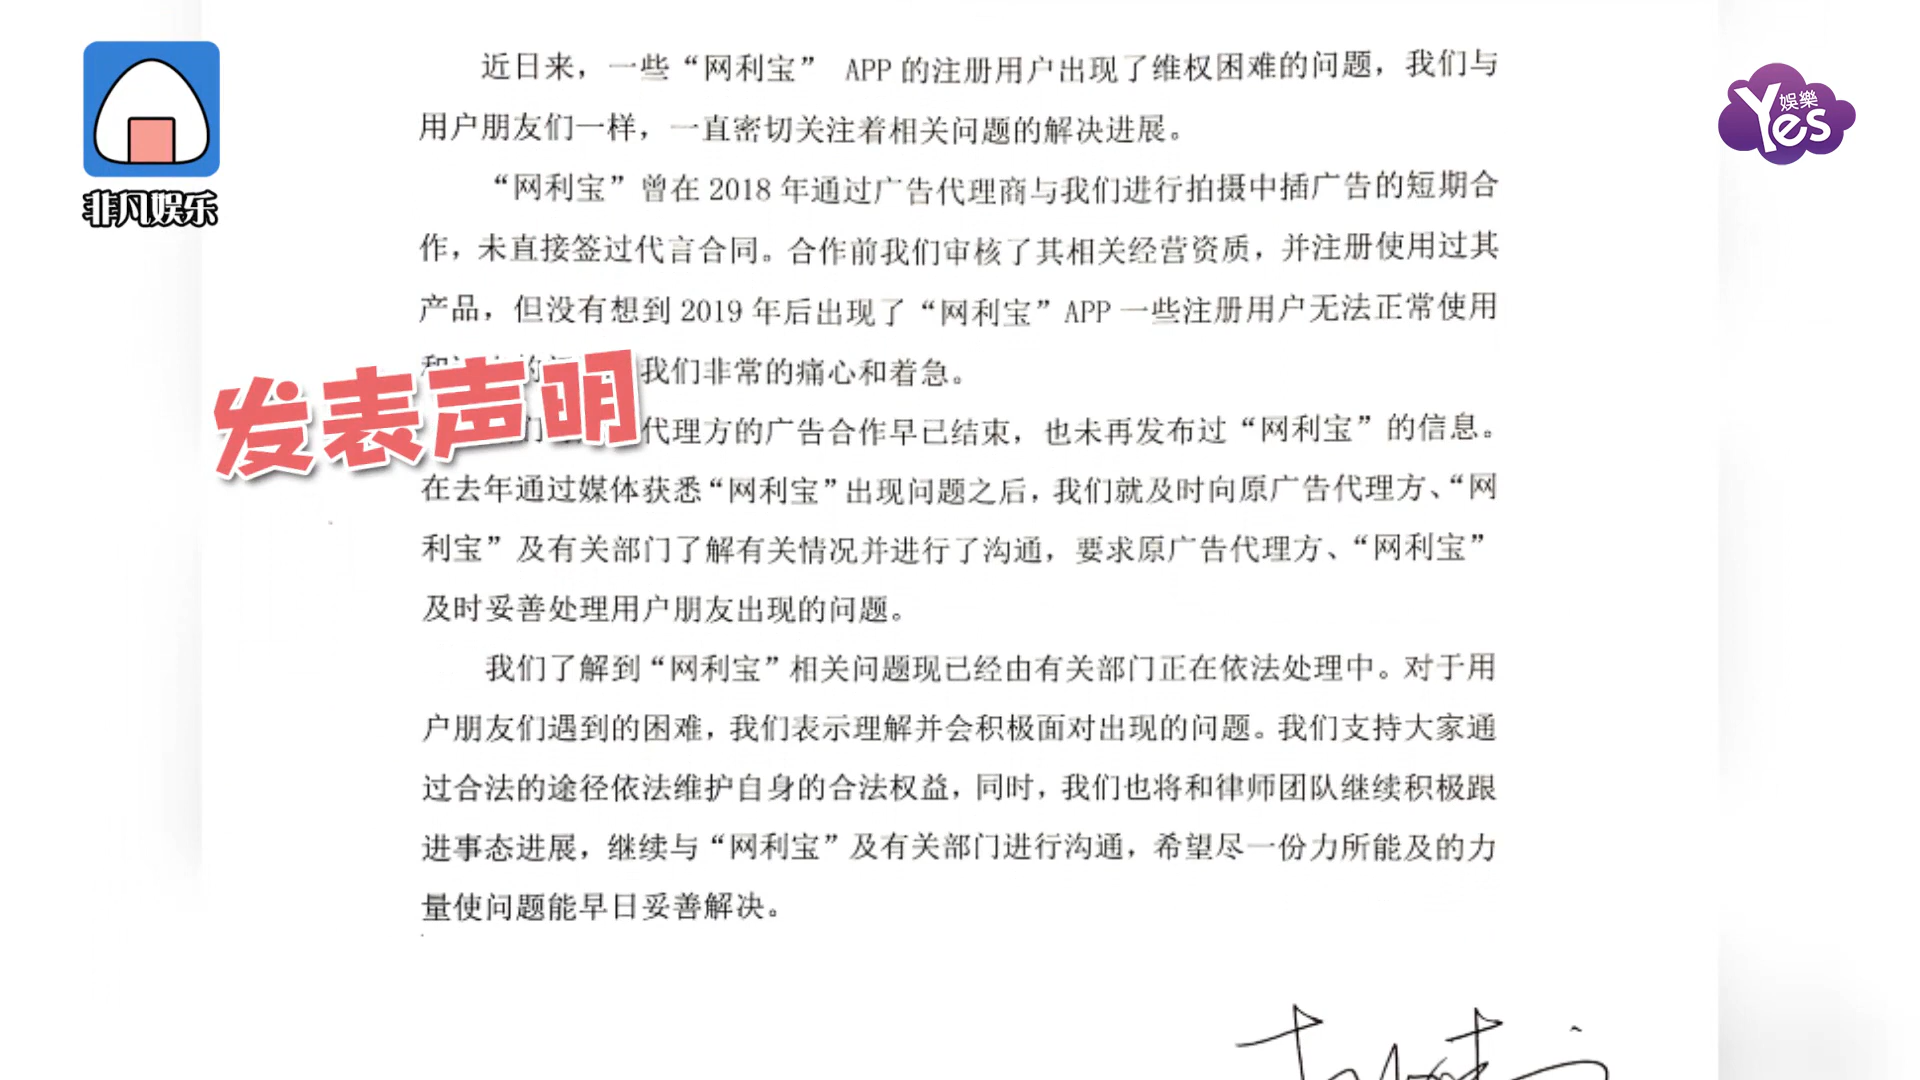 近日来，一些“网利宝” APP 的注册用户出现了维权困难的问题，我们与
用户朋友们一样，一直密切关注着相关问题的解决进展。
“网利宝”曾在 2018 年通过广告代理商与我们进行拍摄中插广告的短期合
作，未直接签过代言合同。合作前我们审核了其相关经营资质，并注册使用过其
产品，但没有想到 2019 年后出现了“网利宝”APP 一些注册用户无法正常使用
我们非常的痛心和着急。
代理方的广告合作早已结束，也未再发布过“网利宝”的信息。
在去年通过媒体获悉“网利宝”出现问题之后，我们就及时向原广告代理方、“网
利宝”及有关部门了解有关情况并进行了沟通，要求原广告代理方、“网利宝”
及时妥善处理用户朋友出现的问题。
我们了解到“网利宝”相关问题现已经由有关部门正在依法处理中。对于用
户朋友们遇到的困难，我们表示理解并会积极面对出现的问题。我们支持大家通
过合法的途径依法维护自身的合法权益，同时，我们也将和律师团队继续积极跟
进事态进展，继续与“网利宝”及有关部门进行沟通，希望尽一份力所能及的力
量使问题能早日妥善解决。
发表声明
非凡娱乐
Yes 娛樂